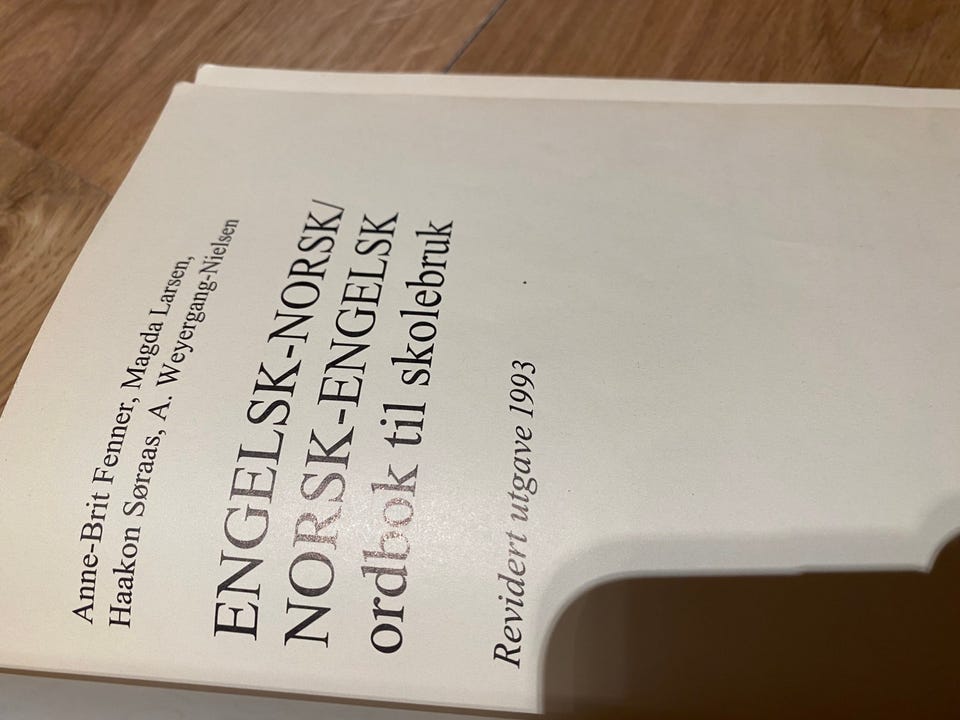 Anne-Brit Fenner, Magda Larsen,
Haakon Søraas, A. Weyergang-Nielsen
ENGELSK-NORSK/
NORSK-ENGELSK
ordbok til skolebruk
Revidert utgave 1993